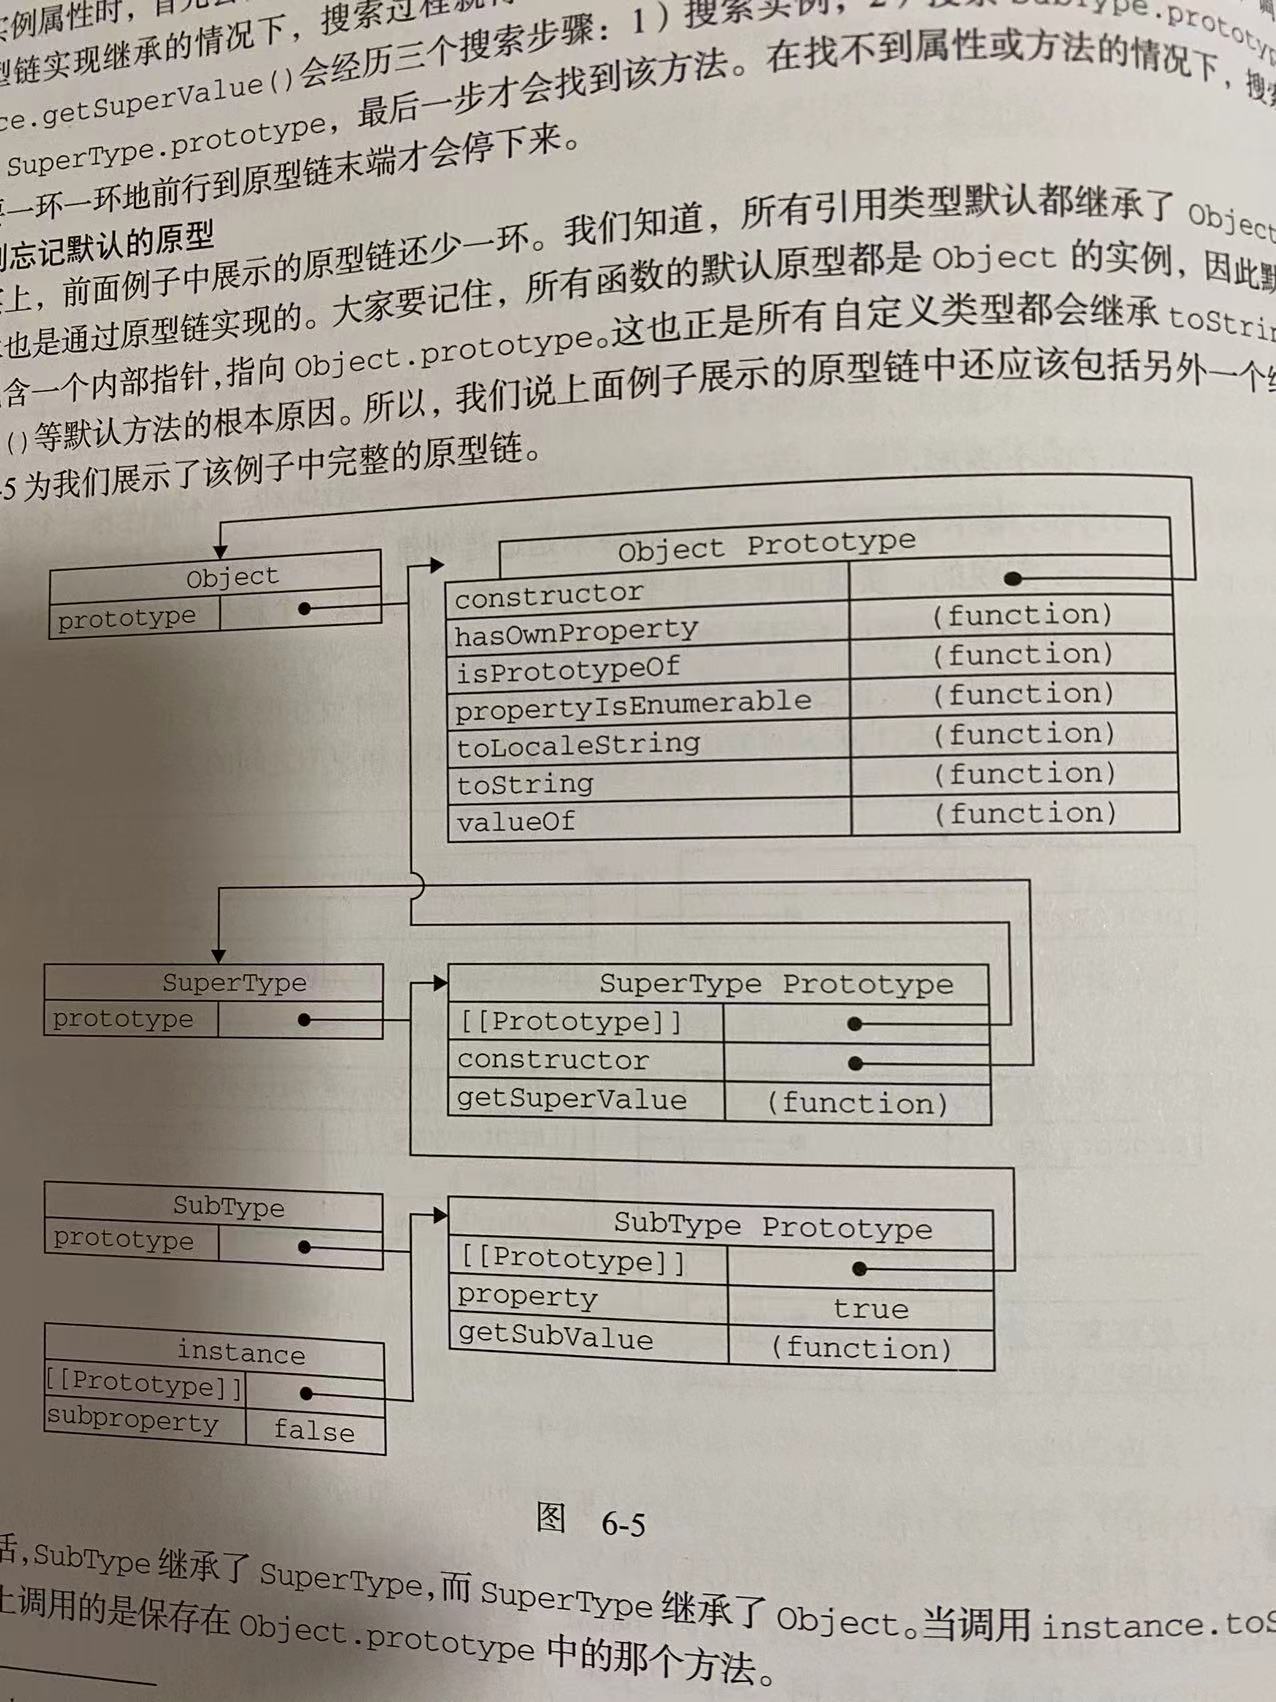 实例属性时，首先会
型链实现继承的情况下，搜索过程就
ce.getSuperValue()会经历三个搜索步骤：1）搜索实例；2）搜索 SubType.prototyp
SuperType.prototype，最后一步才会找到该方法。在找不到属性或方法的情况下，搜索
要一环一环地前行到原型链末端才会停下来。
别忘记默认的原型
实上，前面例子中展示的原型链还少一环。我们知道，所有引用类型默认都继承了 Object
也是通过原型链实现的。大家要记住，所有函数的默认原型都是 Object 的实例，因此默
含一个内部指针，指向 Object.prototype。这也正是所有自定义类型都会继承 toStrin
()等默认方法的根本原因。所以，我们说上面例子展示的原型链中还应该包括另外一个继
-5 为我们展示了该例子中完整的原型链。
Object
prototype
Object Prototype
constructor
hasOwnProperty (function)
isPrototypeOf (function)
propertyIsEnumerable (function)
toLocaleString (function)
toString (function)
valueOf (function)
SuperType
prototype
SuperType Prototype
[[Prototype]]
constructor
getSuperValue (function)
SubType
prototype
SubType Prototype
[[Prototype]]
property true
getSubValue (function)
instance
[[Prototype]]
subproperty false
图 6-5
话，SubType 继承了 SuperType，而 SuperType 继承了 Object。当调用 instance.toS
上调用的是保存在 Object.prototype 中的那个方法。